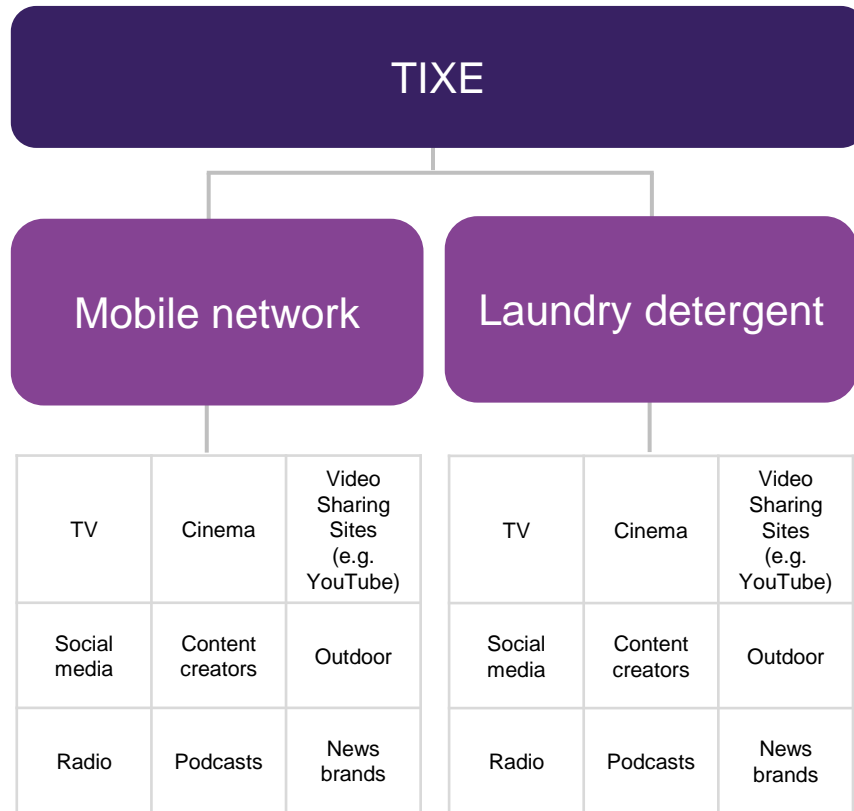 TIXE
Mobile network
Laundry detergent
TV
Cinema
Video
Sharing
Sites
(e.g.
YouTube)
Social
media
Content
creators
Outdoor
Radio
Podcasts
News
brands
TV
Cinema
Video
Sharing
Sites
(e.g.
YouTube)
Social
media
Content
creators
Outdoor
Radio
Podcasts
News
brands